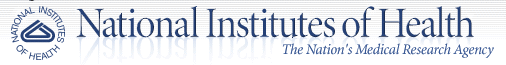 NATIONAL INSTITUTES OF HEALTH
National Institutes of Health
The Nation's Medical Research Agency